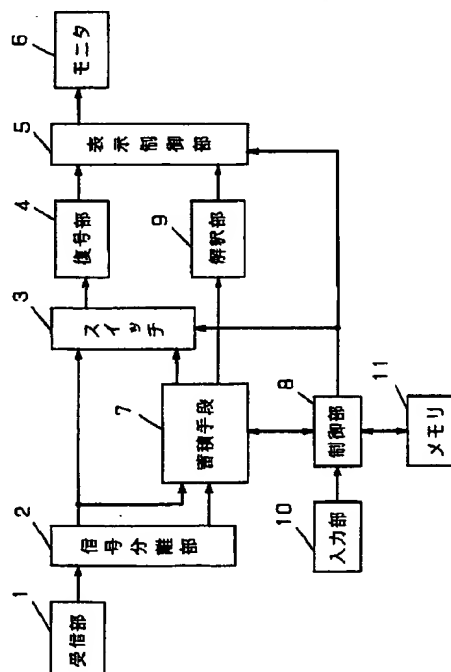 1
受信部
2
信号分離部
3
スイッチ
4
復号部
5
表示制御部
6
モニタ
7
蓄積手段
8
制御部
9
解釈部
10
入力部
11
メモリ